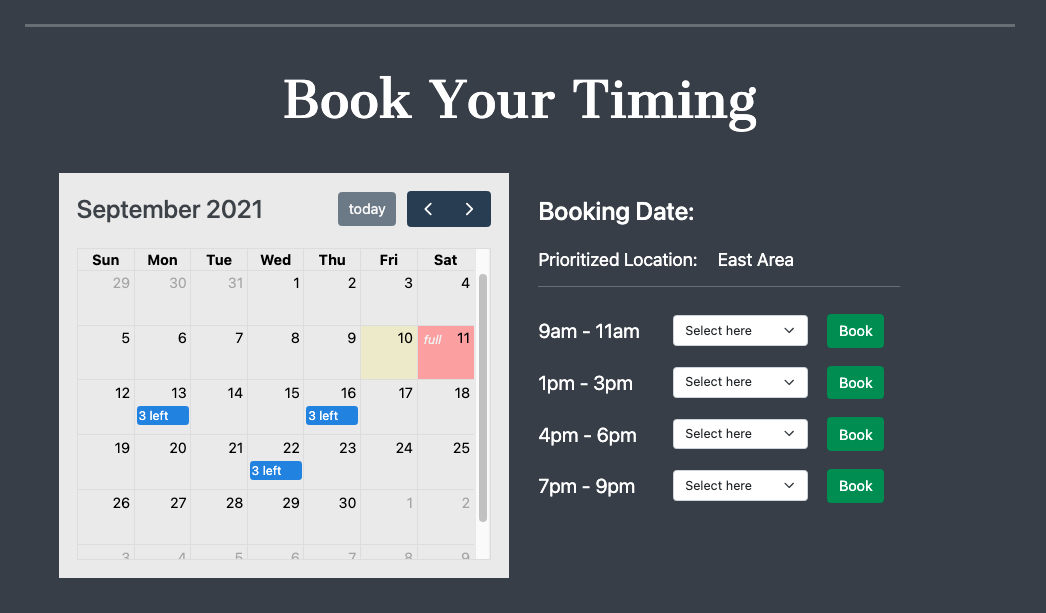 Book Your Timing
September 2021 today
Sun Mon Tue Wed Thu Fri Sat
29 30 31 1 2 3 4
5 6 7 8 9 10 full 11
12 13 14 15 16 17 18
3 left 3 left
19 20 21 22 23 24 25
3 left
26 27 28 29 30 1 2
3 4 5 6 7 8 9
Booking Date:
Prioritized Location: East Area
9am - 11am Select here Book
1pm - 3pm Select here Book
4pm - 6pm Select here Book
7pm - 9pm Select here Book